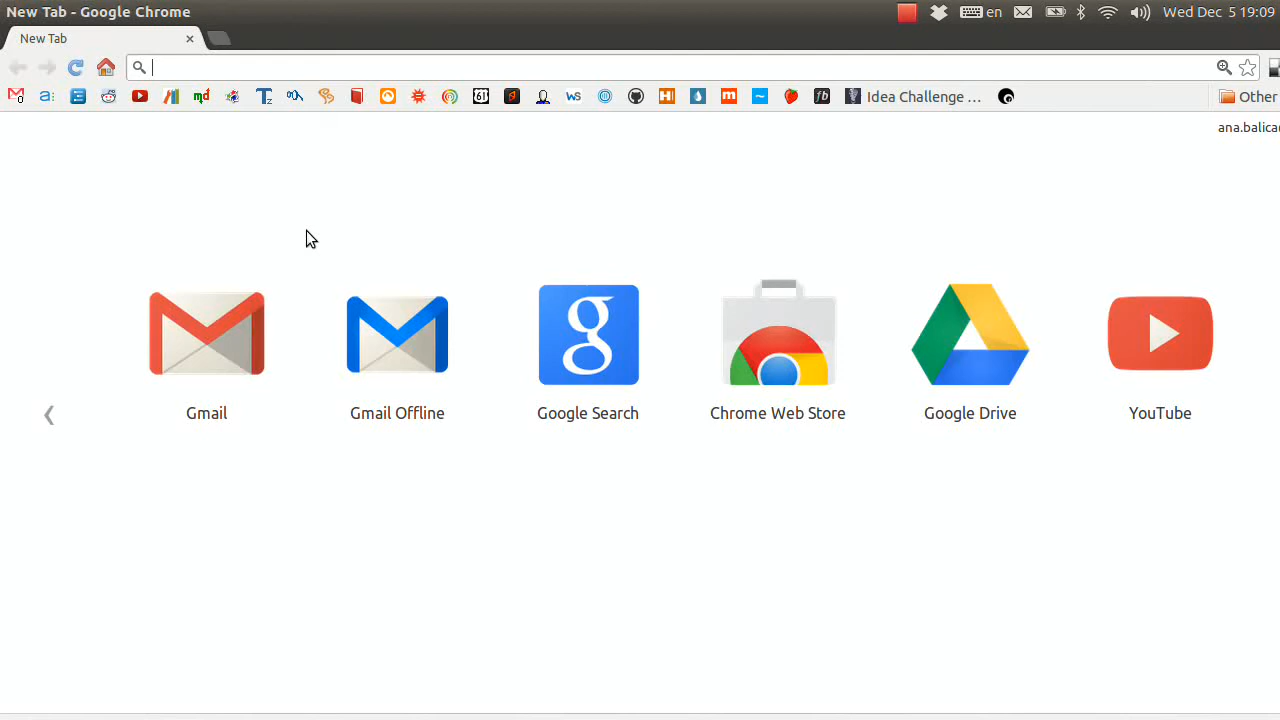 New Tab - Google Chrome
en
Wed Dec 5 19:09
New Tab
Idea Challenge ...
Other
ana.balica
Gmail
Gmail Offline
Google Search
Chrome Web Store
Google Drive
YouTube